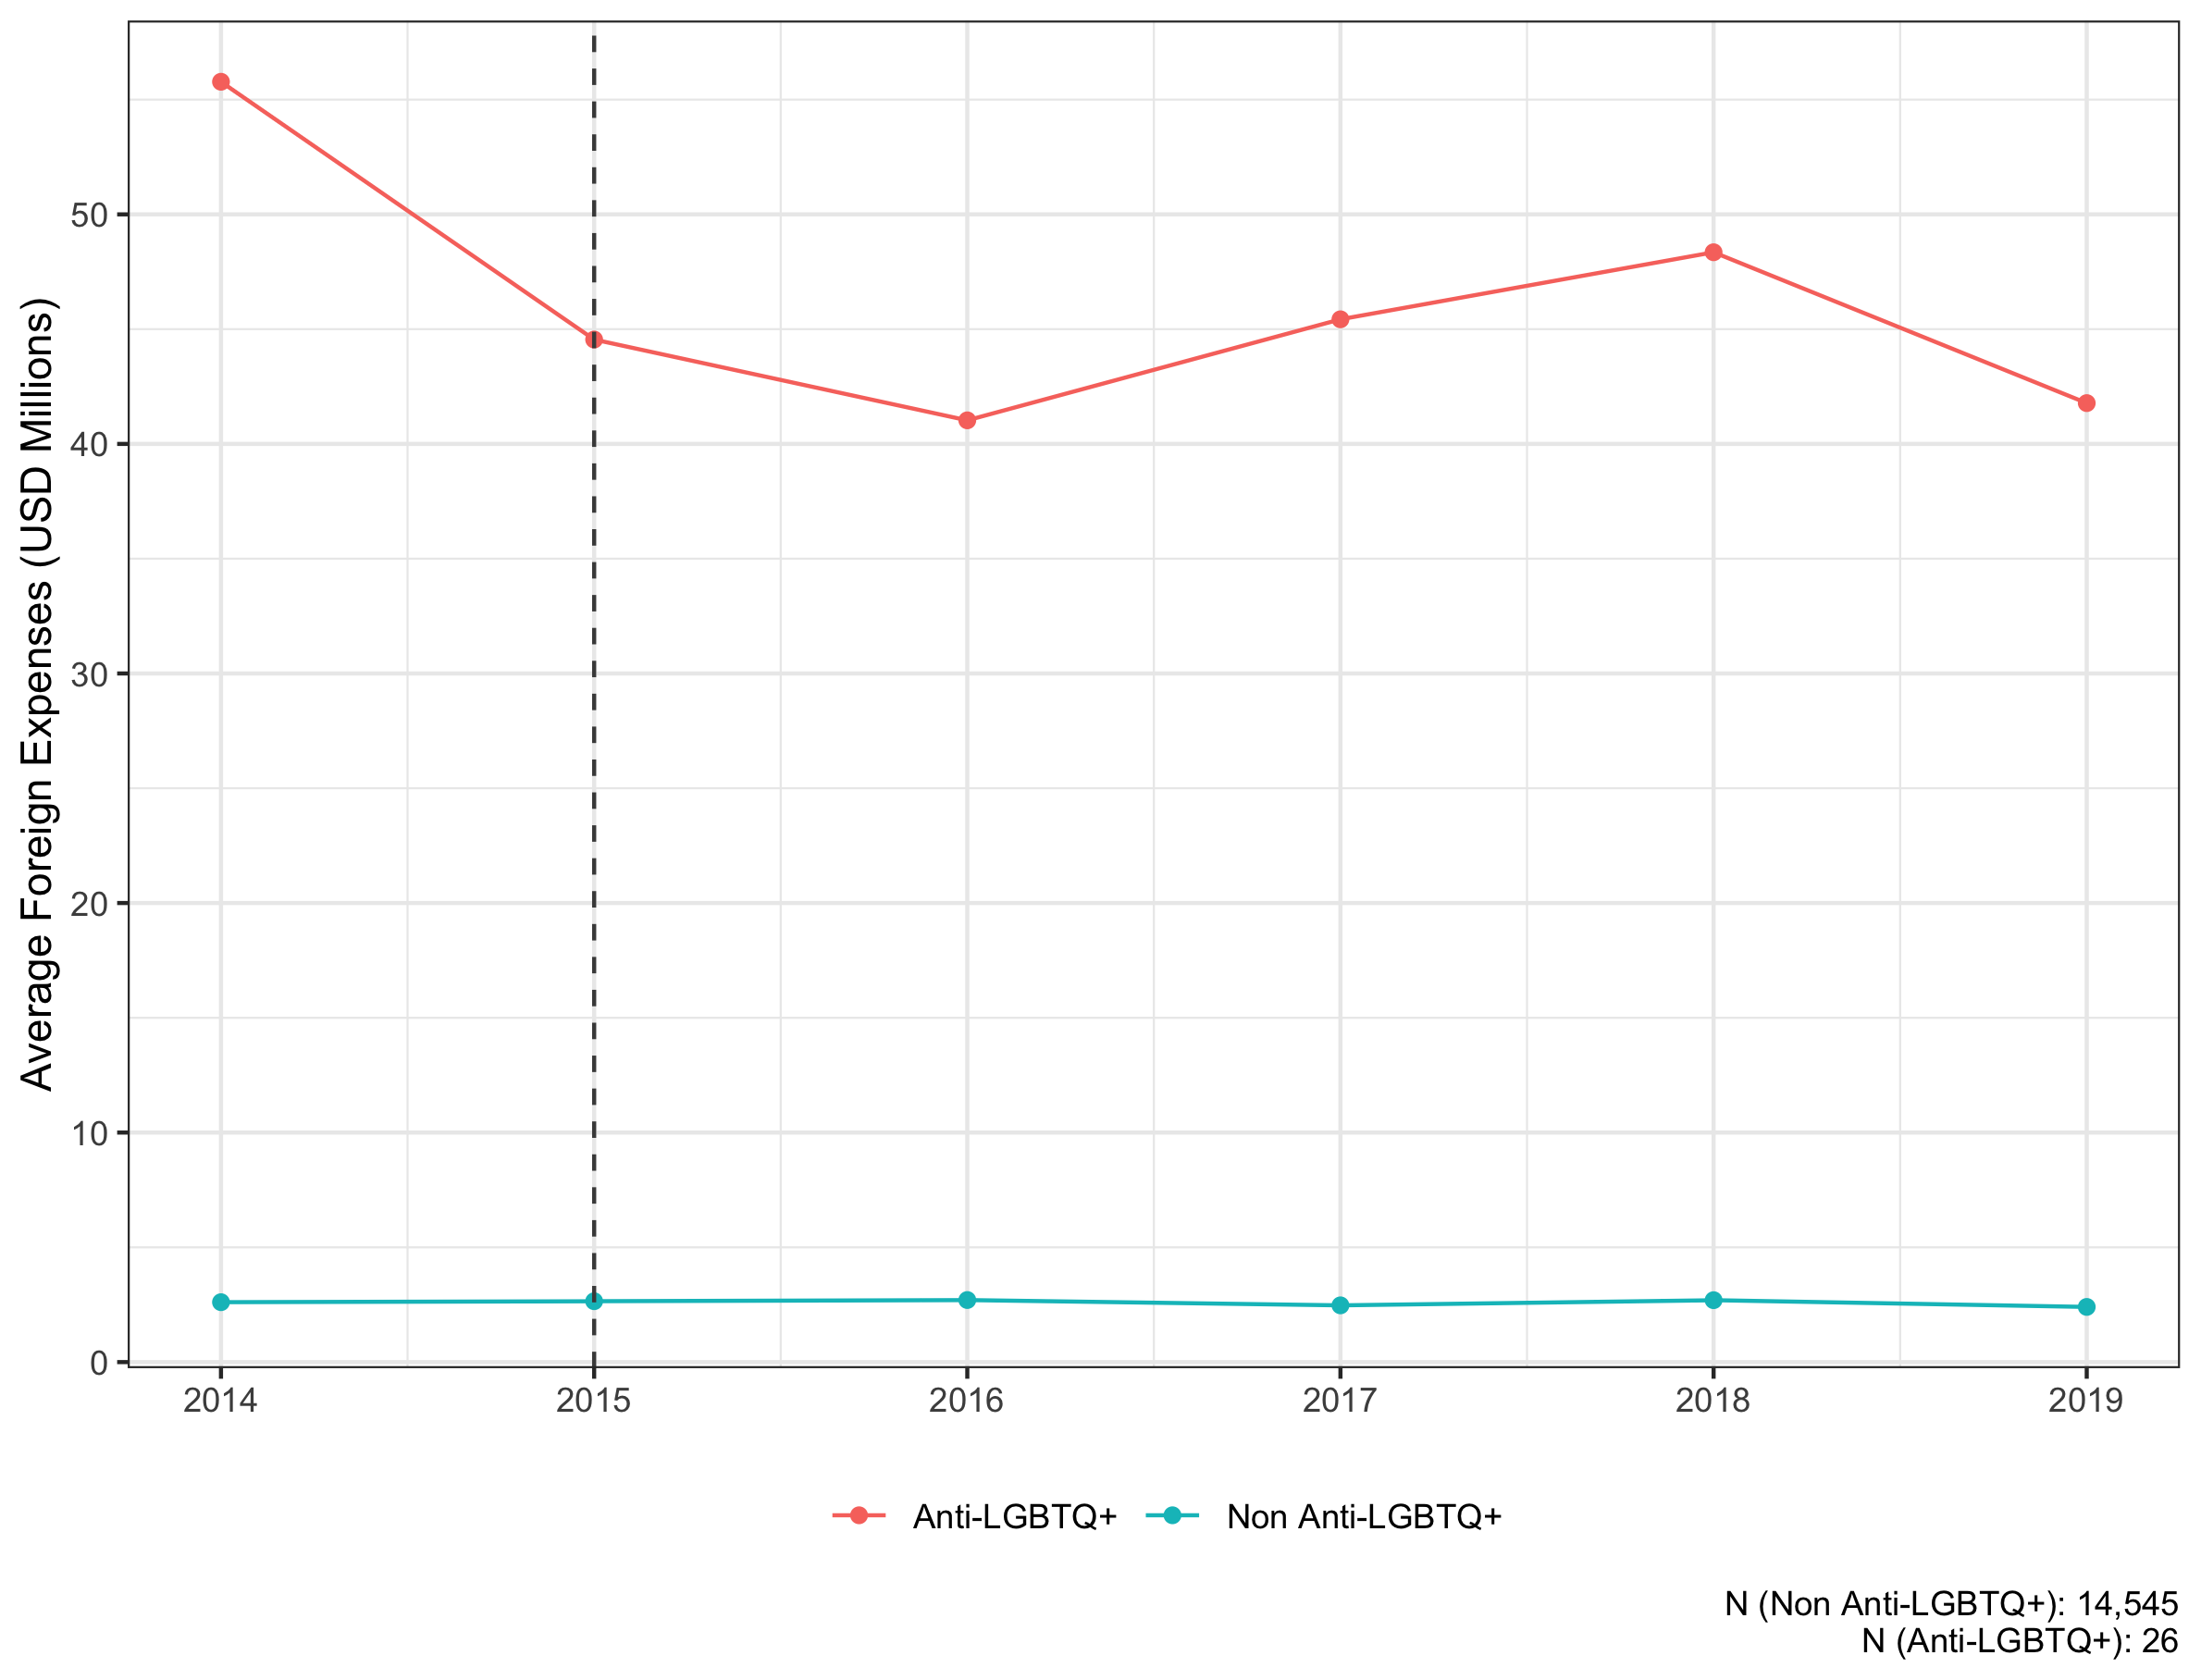 Average Foreign Expenses (USD Millions)
50
40
30
20
10
0
2014 2015 2016 2017 2018 2019
Anti-LGBTQ+ Non Anti-LGBTQ+
N (Non Anti-LGBTQ+): 14,545
N (Anti-LGBTQ+): 26